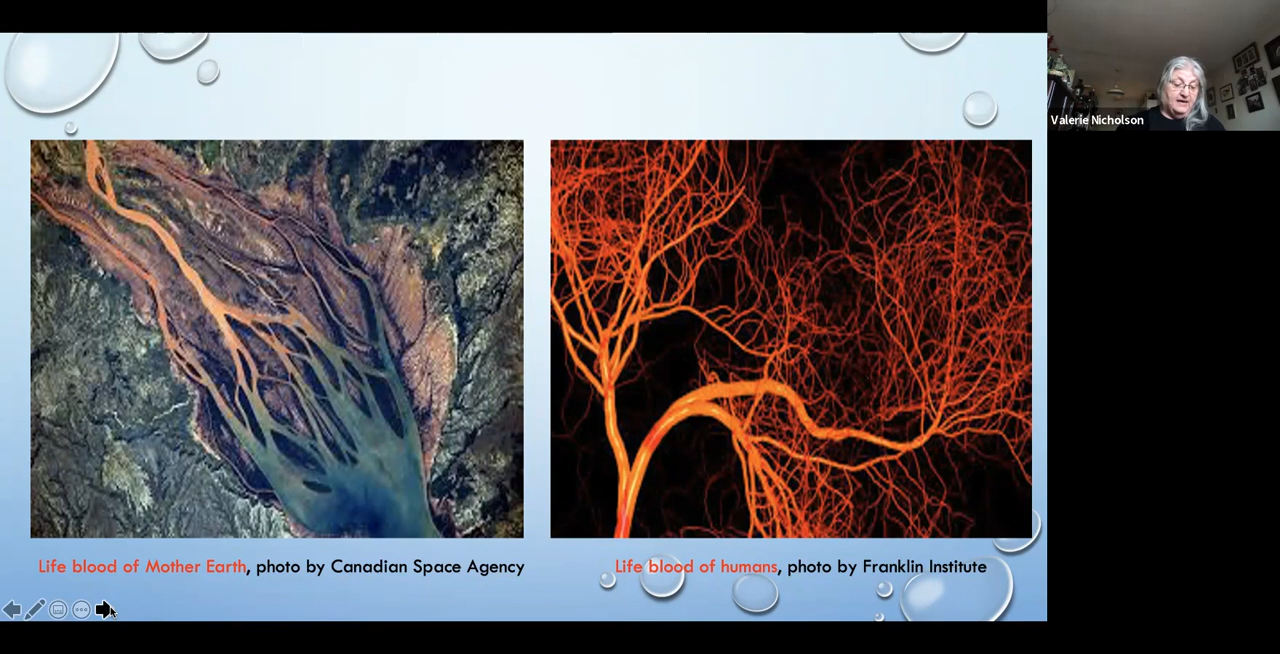 Valerie Nicholson
Life blood of Mother Earth, photo by Canadian Space Agency
Life blood of humans, photo by Franklin Institute